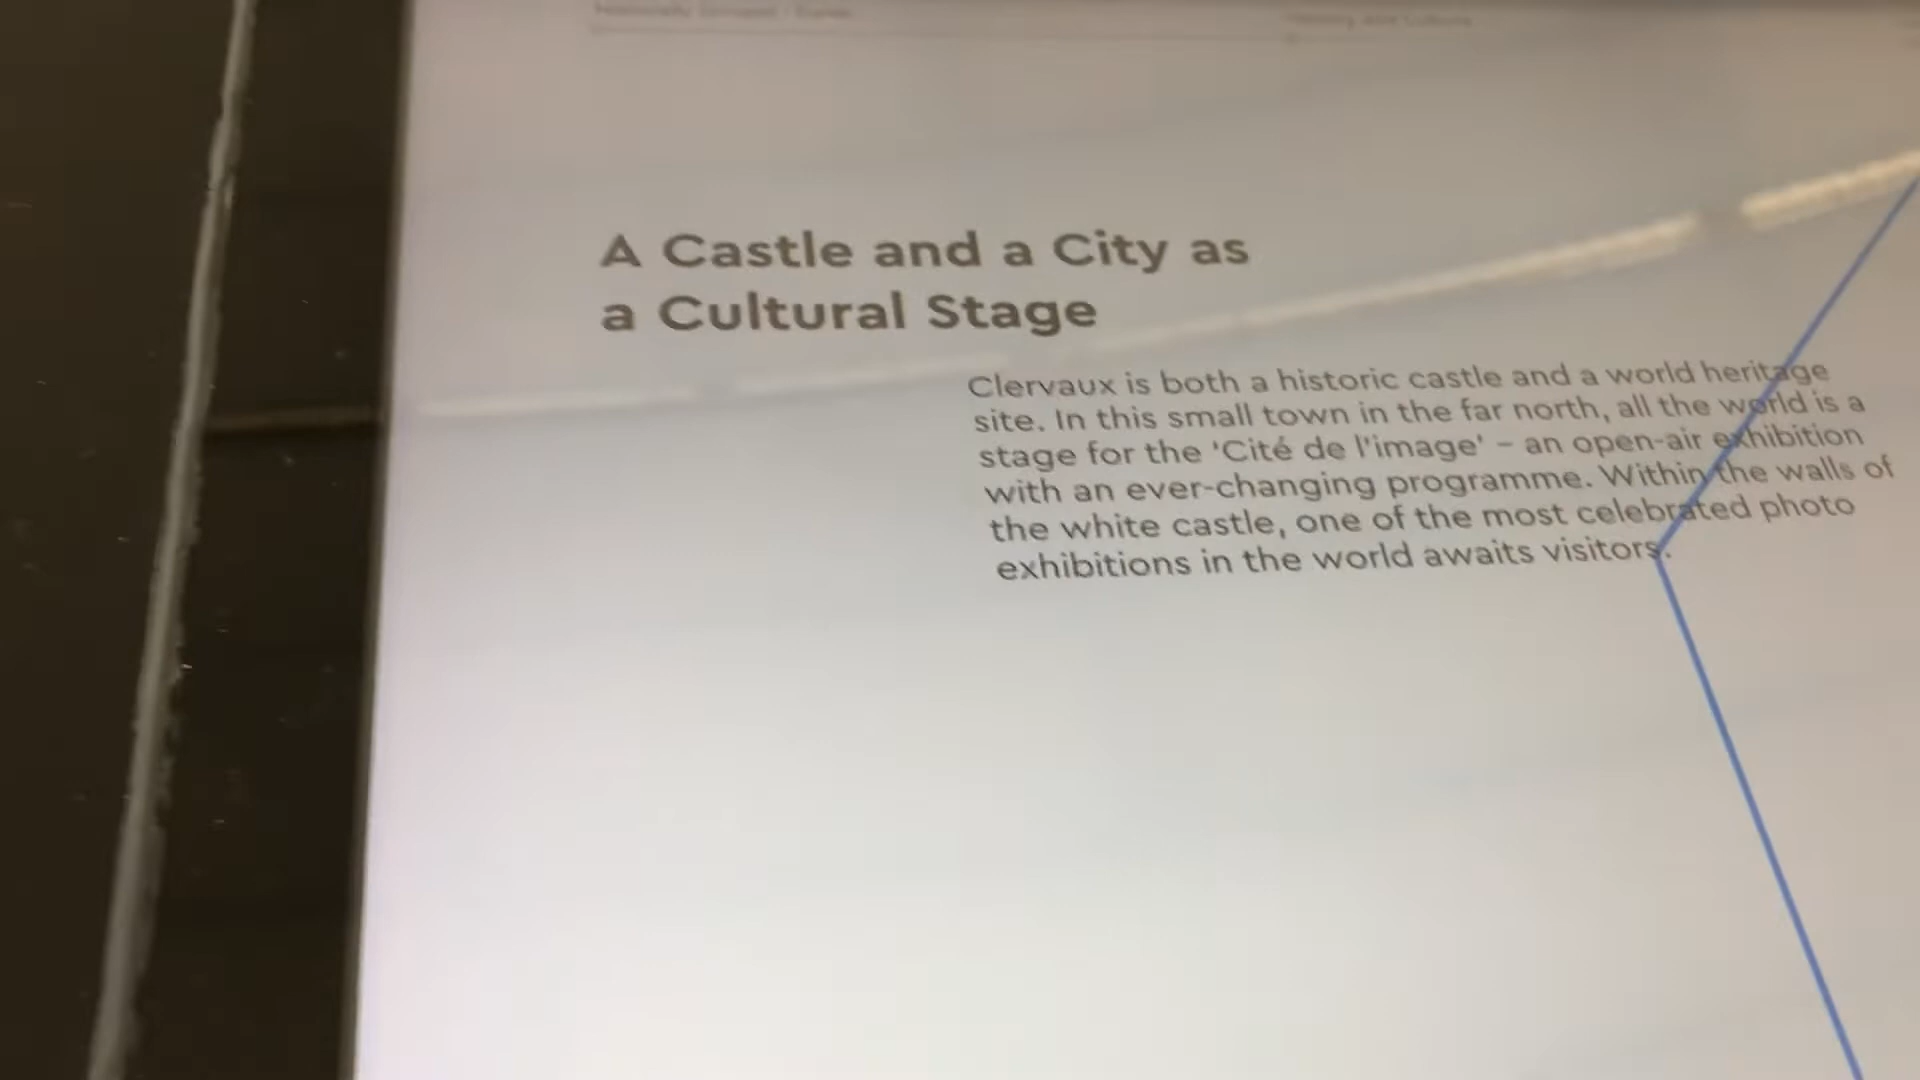 A Castle and a City as
a Cultural Stage
Clervaux is both a historic castle and a world heritage
site. In this small town in the far north, all the world is a
stage for the 'Cité de l'image' – an open-air exhibition
with an ever-changing programme. Within the walls of
the white castle, one of the most celebrated photo
exhibitions in the world awaits visitors.